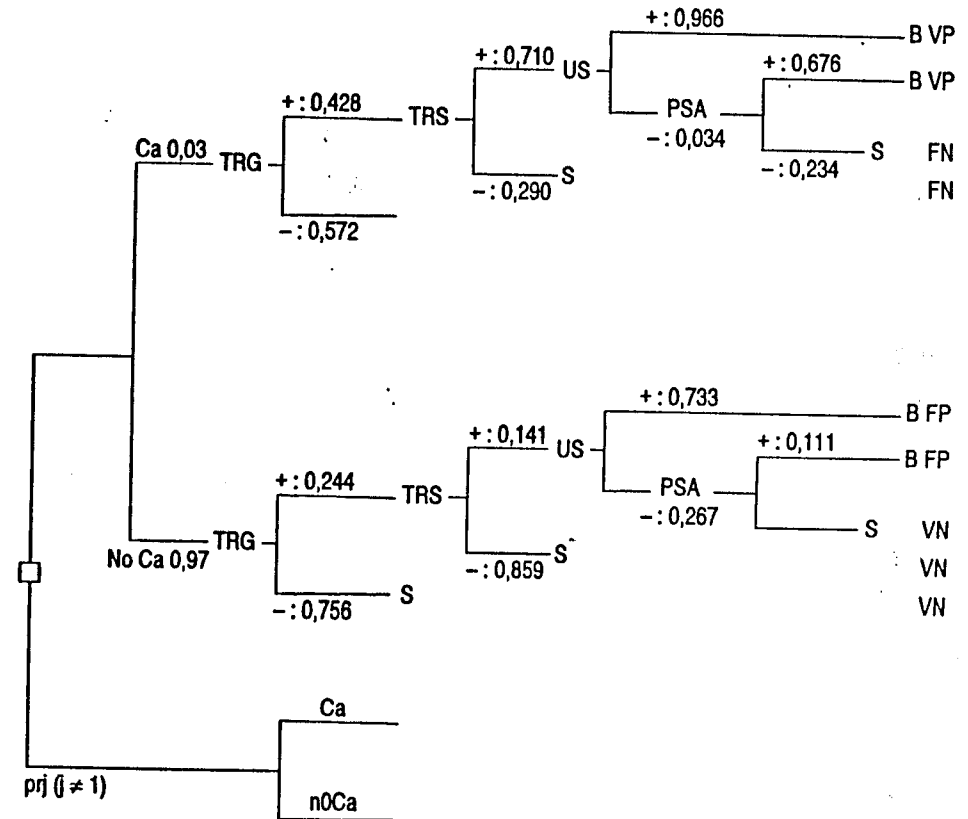 + : 0,966
B VP
+ : 0,710 US
+ : 0,676
B VP
+ : 0,428
TRS
PSA
– : 0,034
Ca 0,03 TRG
S FN
– : 0,290 S
– : 0,234
FN
– : 0,572
+ : 0,733
B FP
+ : 0,141 US
+ : 0,111
B FP
+ : 0,244
TRS
PSA
– : 0,267
S VN
No Ca 0,97 TRG
– : 0,859 S
VN
– : 0,756 S
VN
Ca
prj (j ≠ 1)
n0Ca